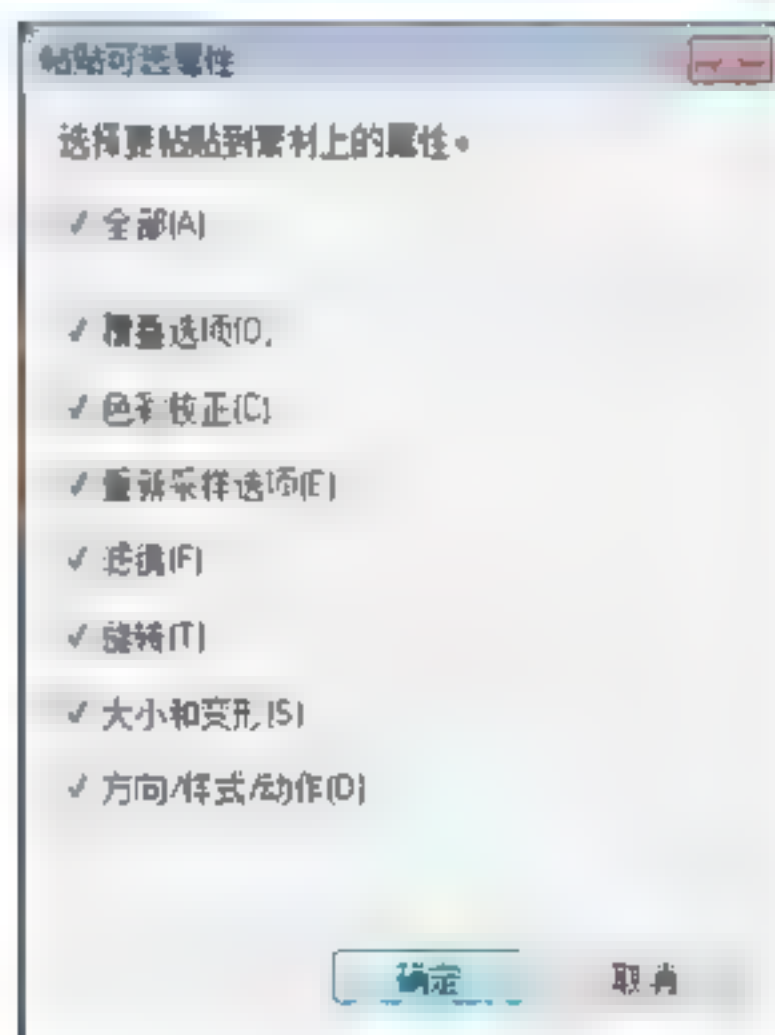 粘贴可选属性
选择要粘贴到素材上的属性。
全部(A)
覆叠选项(O)
色彩校正(C)
重新采样选项(E)
滤镜(F)
旋转(T)
大小和变形(S)
方向/样式/动作(D)
确定
取消